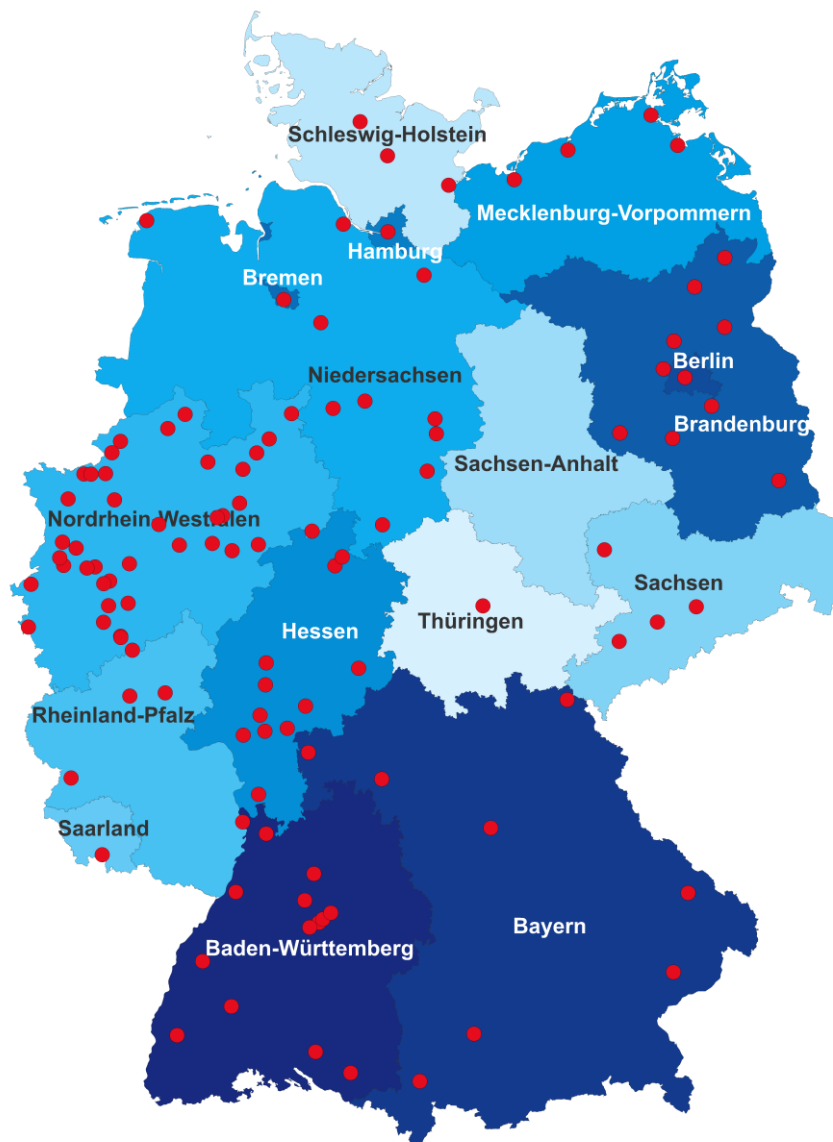 Schleswig-Holstein
Mecklenburg-Vorpommern
Hamburg
Bremen
Berlin
Niedersachsen
Brandenburg
Sachsen-Anhalt
Nordrhein-Westfalen
Sachsen
Thüringen
Hessen
Rheinland-Pfalz
Saarland
Bayern
Baden-Württemberg